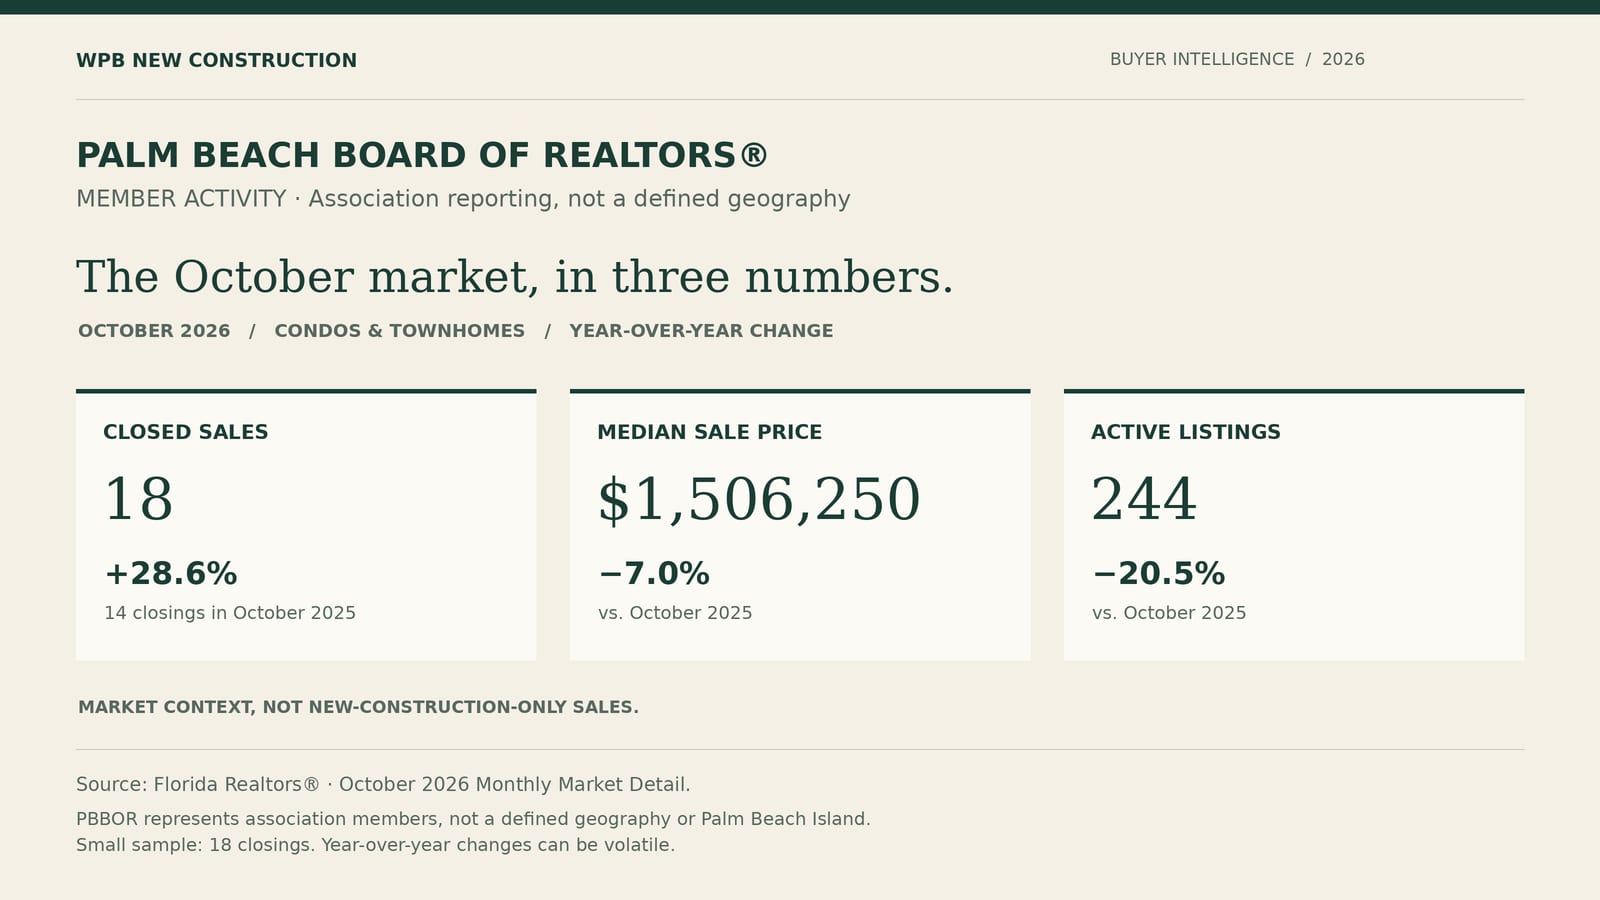 WPB NEW CONSTRUCTION
BUYER INTELLIGENCE / 2026
PALM BEACH BOARD OF REALTORS®
MEMBER ACTIVITY · Association reporting, not a defined geography
The October market, in three numbers.
OCTOBER 2026 / CONDOS & TOWNHOMES / YEAR-OVER-YEAR CHANGE
CLOSED SALES
18
+28.6%
14 closings in October 2025
MEDIAN SALE PRICE
$1,506,250
−7.0%
vs. October 2025
ACTIVE LISTINGS
244
−20.5%
vs. October 2025
MARKET CONTEXT, NOT NEW-CONSTRUCTION-ONLY SALES.
Source: Florida Realtors® · October 2026 Monthly Market Detail.
PBBOR represents association members, not a defined geography or Palm Beach Island.
Small sample: 18 closings. Year-over-year changes can be volatile.